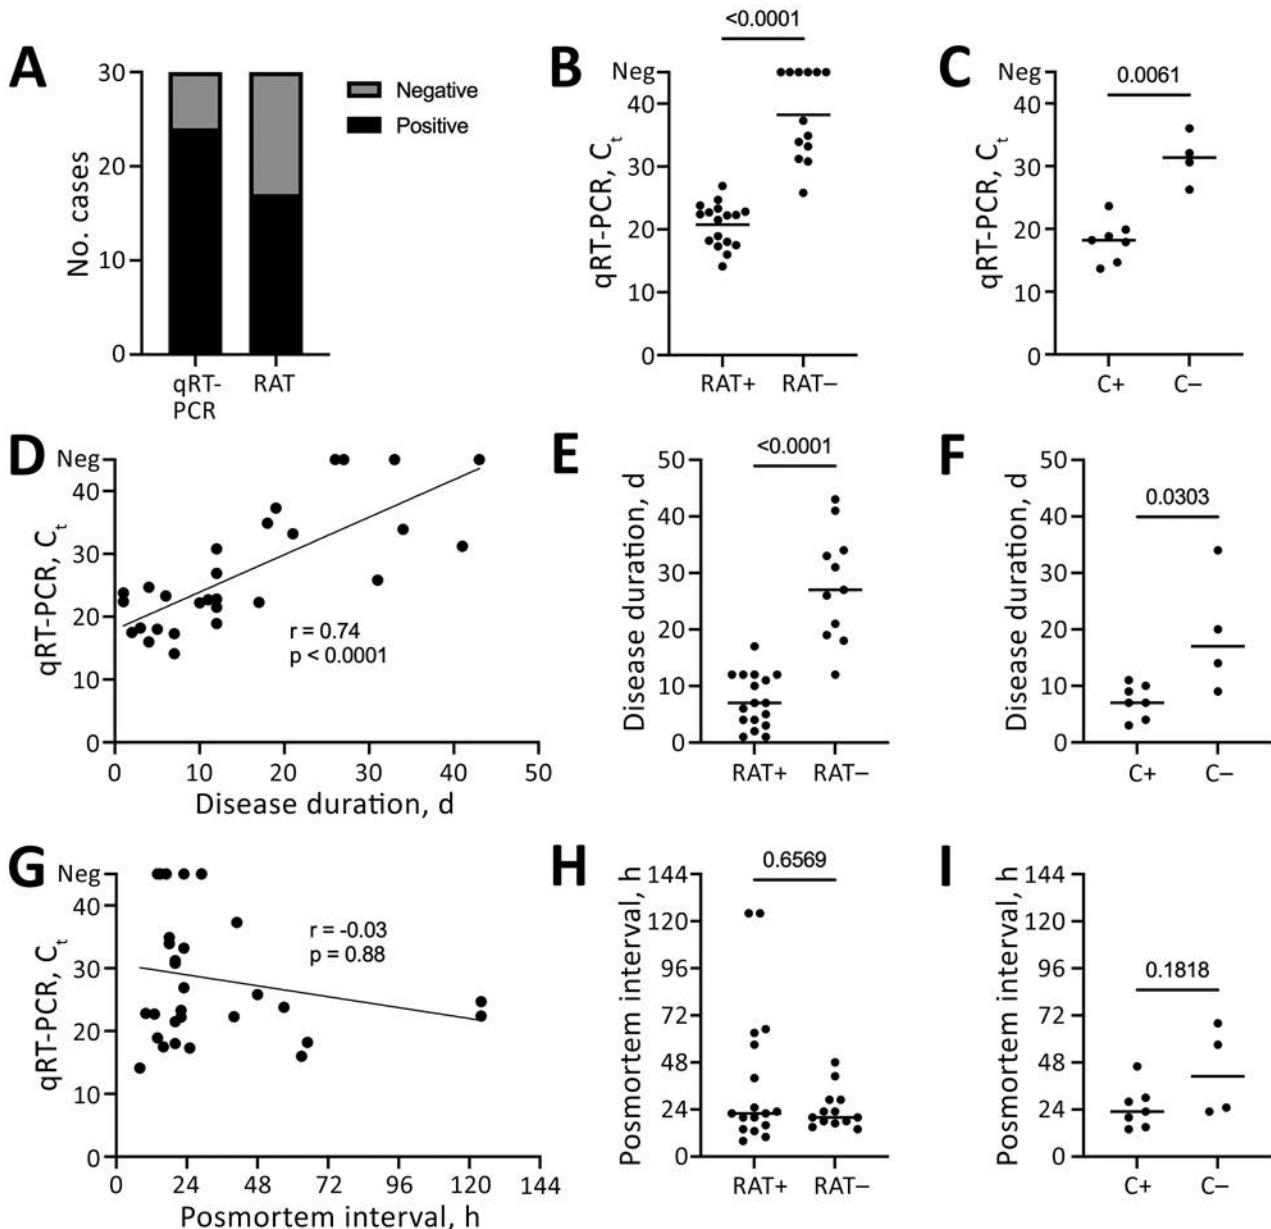 A
30
20
10
0
No. cases
qRT-
PCR
RAT
Negative
Positive
B
<0.0001
Neg
40
30
20
10
0
qRT-PCR, Ct
RAT+
RAT–
C
0.0061
Neg
40
30
20
10
0
qRT-PCR, Ct
C+
C–
D
Neg
40
30
20
10
0
qRT-PCR, Ct
r = 0.74
p < 0.0001
0 10 20 30 40 50
Disease duration, d
E
<0.0001
50
40
30
20
10
0
Disease duration, d
RAT+
RAT–
F
0.0303
50
40
30
20
10
0
Disease duration, d
C+
C–
G
Neg
40
30
20
10
0
qRT-PCR, Ct
r = -0.03
p = 0.88
0 24 48 72 96 120 144
Posmortem interval, h
H
0.6569
144
120
96
72
48
24
0
Posmortem interval, h
RAT+
RAT–
I
0.1818
144
120
96
72
48
24
0
Posmortem interval, h
C+
C–